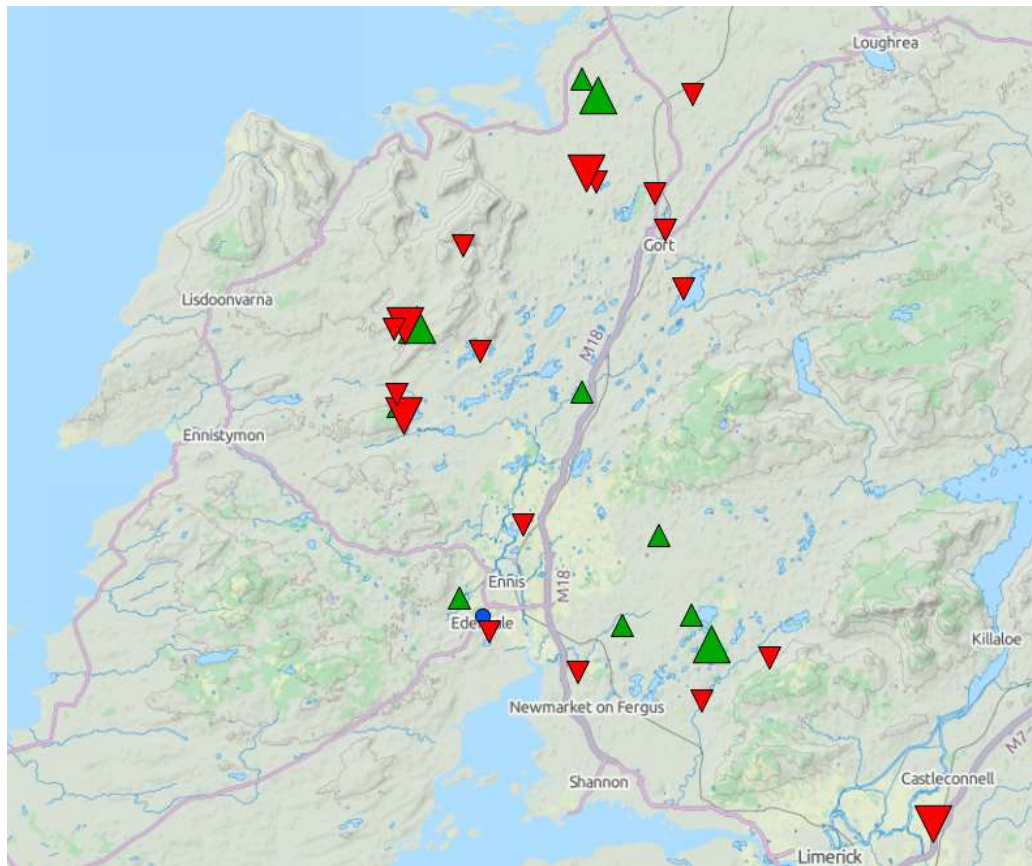 Loughrea
Gort
Lisdoonvarna
M18
Ennistymon
Ennis
M18
Killaloe
Newmarket on Fergus
M7
Shannon
Castleconnell
Limerick